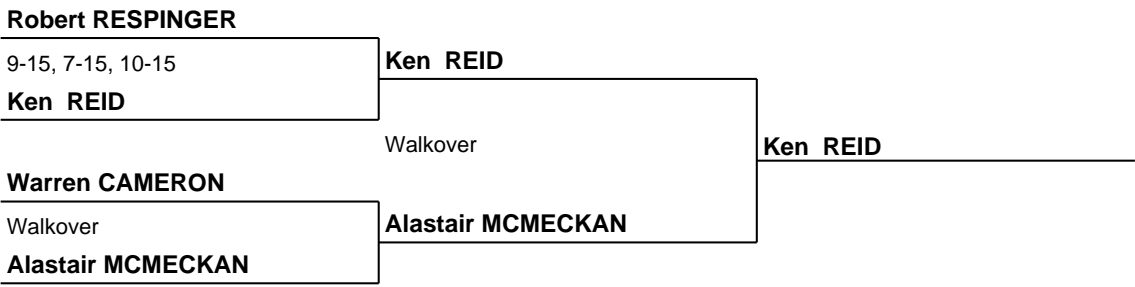 Robert RESPINGER
9-15, 7-15, 10-15
Ken REID
Ken REID
Walkover
Ken REID
Warren CAMERON
Walkover
Alastair MCMECKAN
Alastair MCMECKAN